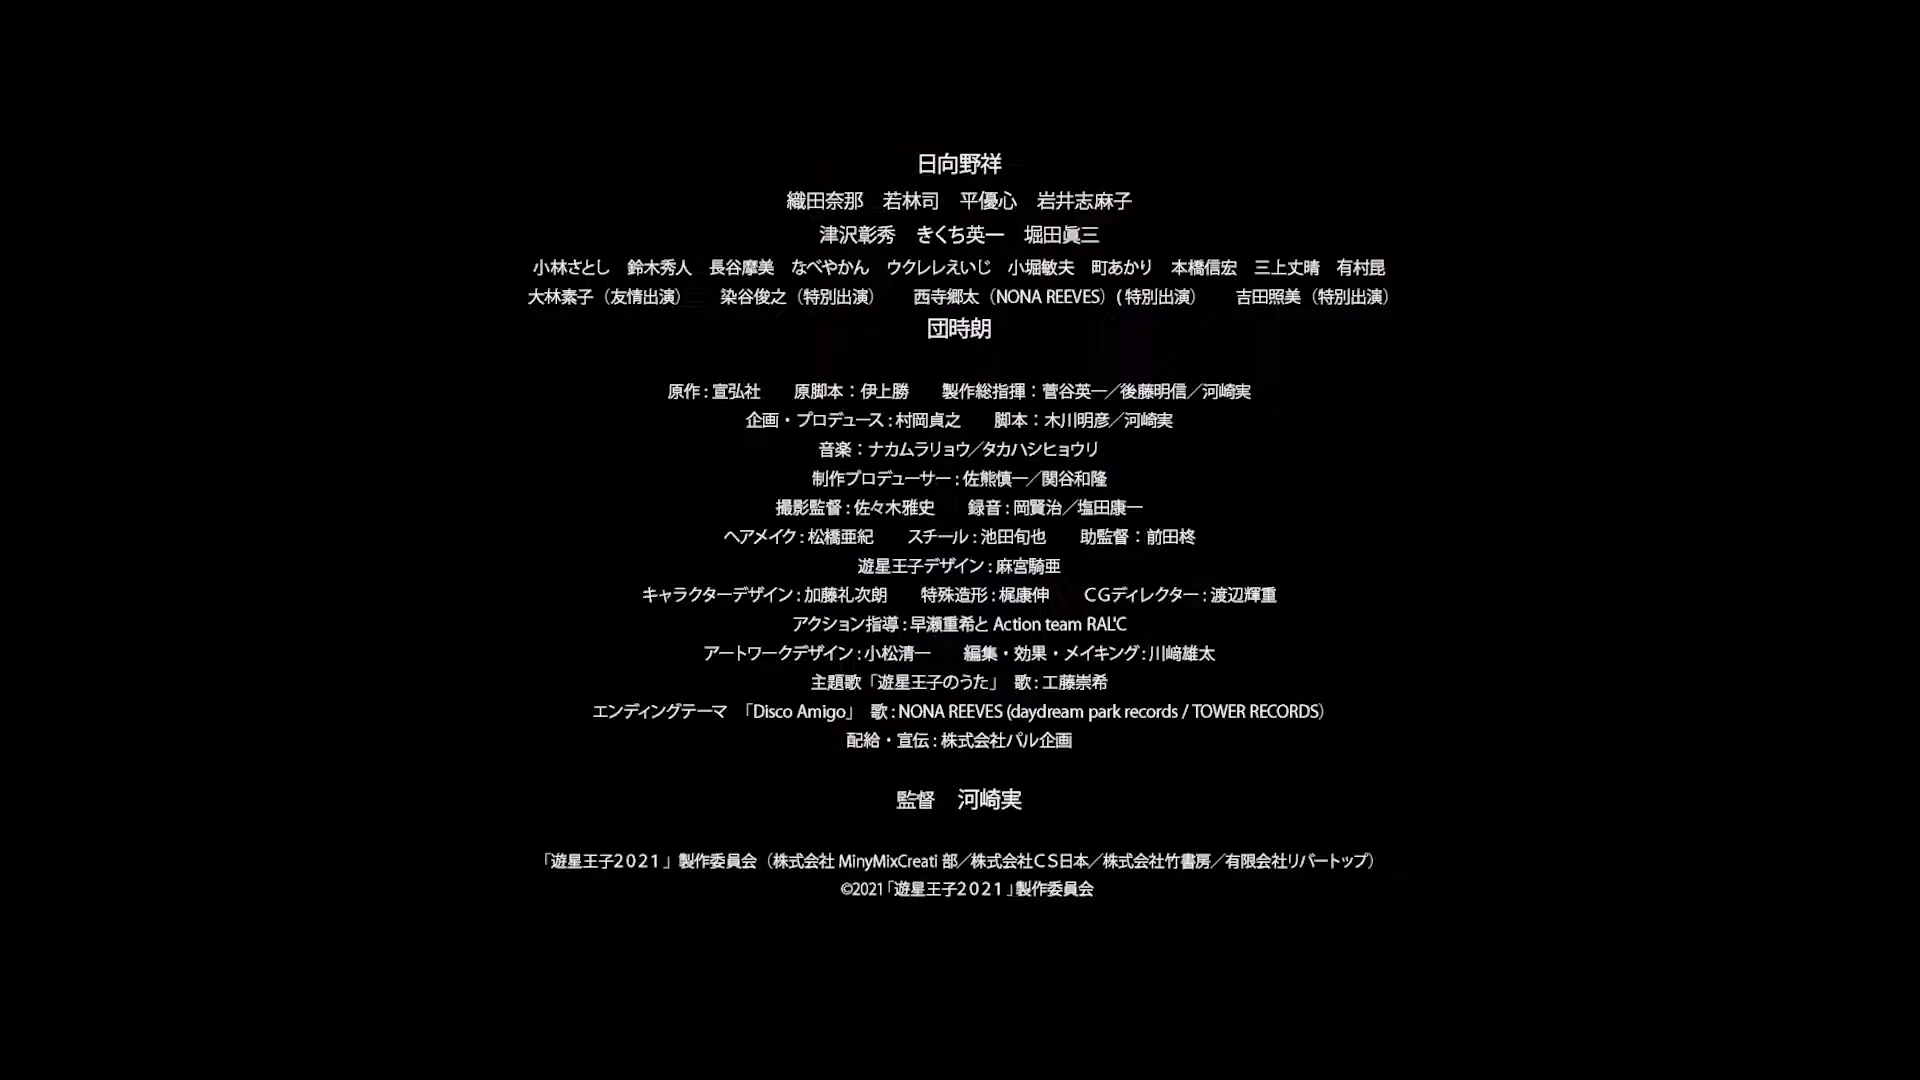 日向野祥
織田奈那　若林司　平優心　岩井志麻子
津沢彰秀　きくち英一　堀田眞三
小林さとし　鈴木秀人　長谷摩美　なべやかん　ウクレレえいじ　小堀敏夫　町あかり　本橋信宏　三上丈晴　有村昆
大林素子（友情出演）　染谷俊之（特別出演）　西寺郷太（NONA REEVES）( 特別出演）　吉田照美（特別出演）
団時朗
原作 : 宣弘社　原脚本：伊上勝　製作総指揮：菅谷英一／後藤明信／河崎実
企画・プロデュース : 村岡貞之　脚本：木川明彦／河崎実
音楽：ナカムラリョウ／タカハシヒョウリ
制作プロデューサー : 佐熊慎一／関谷和隆
撮影監督 : 佐々木雅史　録音 : 岡賢治／塩田康一
ヘアメイク : 松橋亜紀　スチール : 池田旬也　助監督：前田柊
遊星王子デザイン : 麻宮騎亜
キャラクターデザイン : 加藤礼次朗　特殊造形 : 梶康伸　ＣＧディレクター : 渡辺輝重
アクション指導 : 早瀬重希と Action team RAL'C
アートワークデザイン : 小松清一　編集・効果・メイキング : 川﨑雄太
主題歌「遊星王子のうた」　歌 : 工藤崇希
エンディングテーマ　「Disco Amigo」　歌 : NONA REEVES (daydream park records / TOWER RECORDS）
配給・宣伝 : 株式会社パル企画
監督　河崎実
「遊星王子２０２１」製作委員会（株式会社 MinyMixCreati 部／株式会社ＣＳ日本／株式会社竹書房／有限会社リバートップ）
©2021「遊星王子２０２１」製作委員会